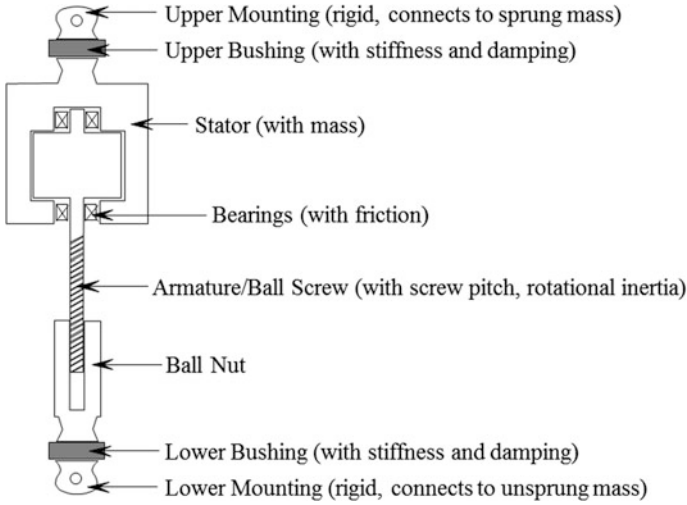 Upper Mounting (rigid, connects to sprung mass)
Upper Bushing (with stiffness and damping)
Stator (with mass)
Bearings (with friction)
Armature/Ball Screw (with screw pitch, rotational inertia)
Ball Nut
Lower Bushing (with stiffness and damping)
Lower Mounting (rigid, connects to unsprung mass)